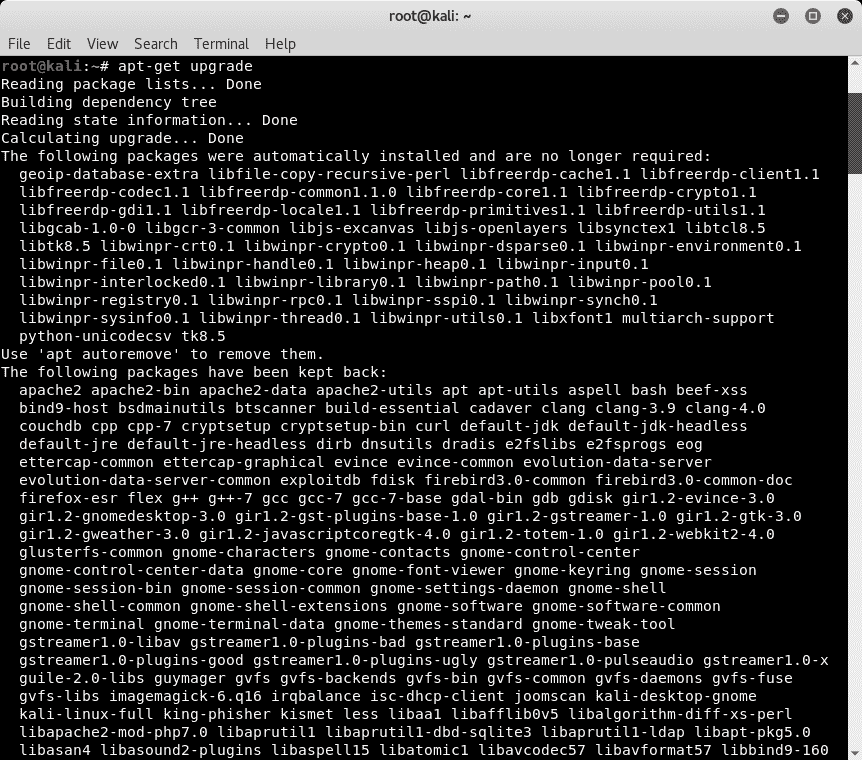 root@kali: ~
File Edit View Search Terminal Help
root@kali:~# apt-get upgrade
Reading package lists... Done
Building dependency tree
Reading state information... Done
Calculating upgrade... Done
The following packages were automatically installed and are no longer required:
geoip-database-extra libfile-copy-recursive-perl libfreerdp-cache1.1 libfreerdp-client1.1
libfreerdp-codec1.1 libfreerdp-common1.1.0 libfreerdp-core1.1 libfreerdp-crypto1.1
libfreerdp-gdi1.1 libfreerdp-locale1.1 libfreerdp-primitives1.1 libfreerdp-utils1.1
libgcab-1.0-0 libgcr-3-common libjs-excanvas libjs-openlayers libsynctex1 libtcl8.5
libtk8.5 libwinpr-crt0.1 libwinpr-crypto0.1 libwinpr-dsparse0.1 libwinpr-environment0.1
libwinpr-file0.1 libwinpr-handle0.1 libwinpr-heap0.1 libwinpr-input0.1
libwinpr-interlocked0.1 libwinpr-library0.1 libwinpr-path0.1 libwinpr-pool0.1
libwinpr-registry0.1 libwinpr-rpc0.1 libwinpr-sspi0.1 libwinpr-synch0.1
libwinpr-sysinfo0.1 libwinpr-thread0.1 libwinpr-utils0.1 libxfont1 multiarch-support
python-unicodecsv tk8.5
Use 'apt autoremove' to remove them.
The following packages have been kept back:
apache2 apache2-bin apache2-data apache2-utils apt apt-utils aspell bash beef-xss
bind9-host bsdmainutils btscanner build-essential cadaver clang clang-3.9 clang-4.0
couchdb cpp cpp-7 cryptsetup cryptsetup-bin curl default-jdk default-jdk-headless
default-jre default-jre-headless dirb dnsutils dradis e2fslibs e2fsprogs eog
ettercap-common ettercap-graphical evince evince-common evolution-data-server
evolution-data-server-common exploitdb fdisk firebird3.0-common firebird3.0-common-doc
firefox-esr flex g++ g++-7 gcc gcc-7 gcc-7-base gdal-bin gdb gdisk gir1.2-evince-3.0
gir1.2-gnomedesktop-3.0 gir1.2-gst-plugins-base-1.0 gir1.2-gstreamer-1.0 gir1.2-gtk-3.0
gir1.2-gweather-3.0 gir1.2-javascriptcoregtk-4.0 gir1.2-totem-1.0 gir1.2-webkit2-4.0
glusterfs-common gnome-characters gnome-contacts gnome-control-center
gnome-control-center-data gnome-core gnome-font-viewer gnome-keyring gnome-session
gnome-session-bin gnome-session-common gnome-settings-daemon gnome-shell
gnome-shell-common gnome-shell-extensions gnome-software gnome-software-common
gnome-terminal gnome-terminal-data gnome-themes-standard gnome-tweak-tool
gstreamer1.0-libav gstreamer1.0-plugins-bad gstreamer1.0-plugins-base
gstreamer1.0-plugins-good gstreamer1.0-plugins-ugly gstreamer1.0-pulseaudio gstreamer1.0-x
guile-2.0-libs guymager gvfs gvfs-backends gvfs-bin gvfs-common gvfs-daemons gvfs-fuse
gvfs-libs imagemagick-6.q16 irqbalance isc-dhcp-client joomscan kali-desktop-gnome
kali-linux-full king-phisher kismet less libaa1 libafflib0v5 libalgorithm-diff-xs-perl
libapache2-mod-php7.0 libaprutil1 libaprutil1-dbd-sqlite3 libaprutil1-ldap libapt-pkg5.0
libasan4 libasound2-plugins libaspell15 libatomic1 libavcodec57 libavformat57 libbind9-160